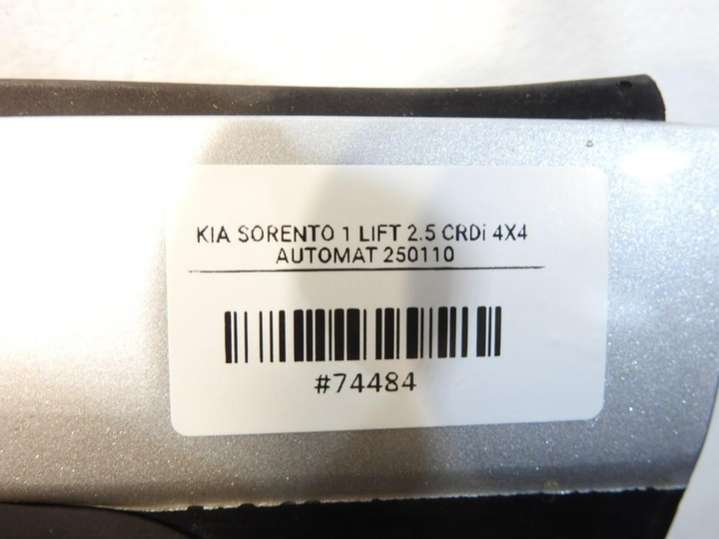 KIA SORENTO 1 LIFT 2.5 CRDi 4X4
AUTOMAT 250110
#74484